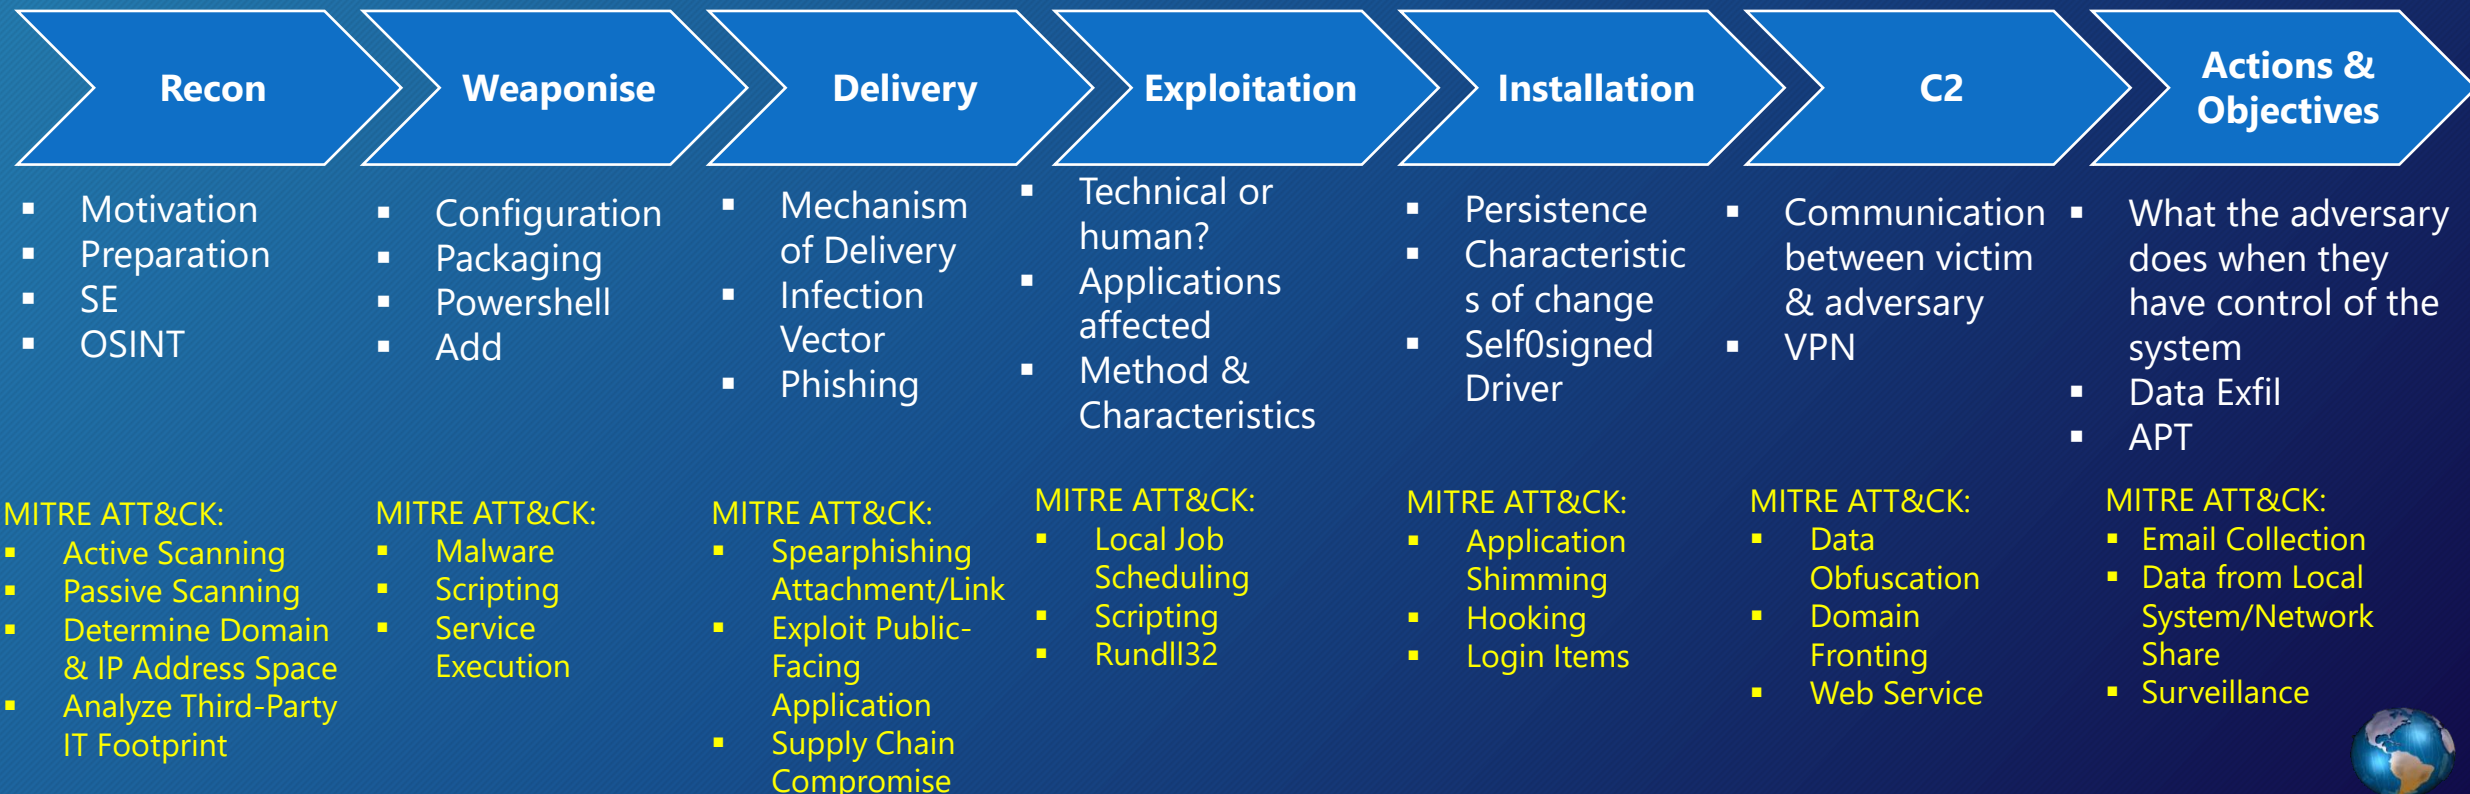 Recon
Weaponise
Delivery
Exploitation
Installation
C2
Actions &
Objectives
▪ Motivation
▪ Preparation
▪ SE
▪ OSINT
▪ Configuration
▪ Packaging
▪ Powershell
▪ Add
▪ Mechanism
of Delivery
▪ Infection
Vector
▪ Phishing
▪ Technical or
human?
▪ Applications
affected
▪ Method &
Characteristics
▪ Persistence
▪ Characteristic
s of change
▪ Self0signed
Driver
▪ Communication
between victim
& adversary
▪ VPN
▪ What the adversary
does when they
have control of the
system
▪ Data Exfil
▪ APT
MITRE ATT&CK:
▪ Active Scanning
▪ Passive Scanning
▪ Determine Domain
& IP Address Space
▪ Analyze Third-Party
IT Footprint
MITRE ATT&CK:
▪ Malware
▪ Scripting
▪ Service
Execution
MITRE ATT&CK:
▪ Spearphishing
Attachment/Link
▪ Exploit Public-
Facing
Application
▪ Supply Chain
Compromise
MITRE ATT&CK:
▪ Local Job
Scheduling
▪ Scripting
▪ Rundll32
MITRE ATT&CK:
▪ Application
Shimming
▪ Hooking
▪ Login Items
MITRE ATT&CK:
▪ Data
Obfuscation
▪ Domain
Fronting
▪ Web Service
MITRE ATT&CK:
▪ Email Collection
▪ Data from Local
System/Network
Share
▪ Surveillance